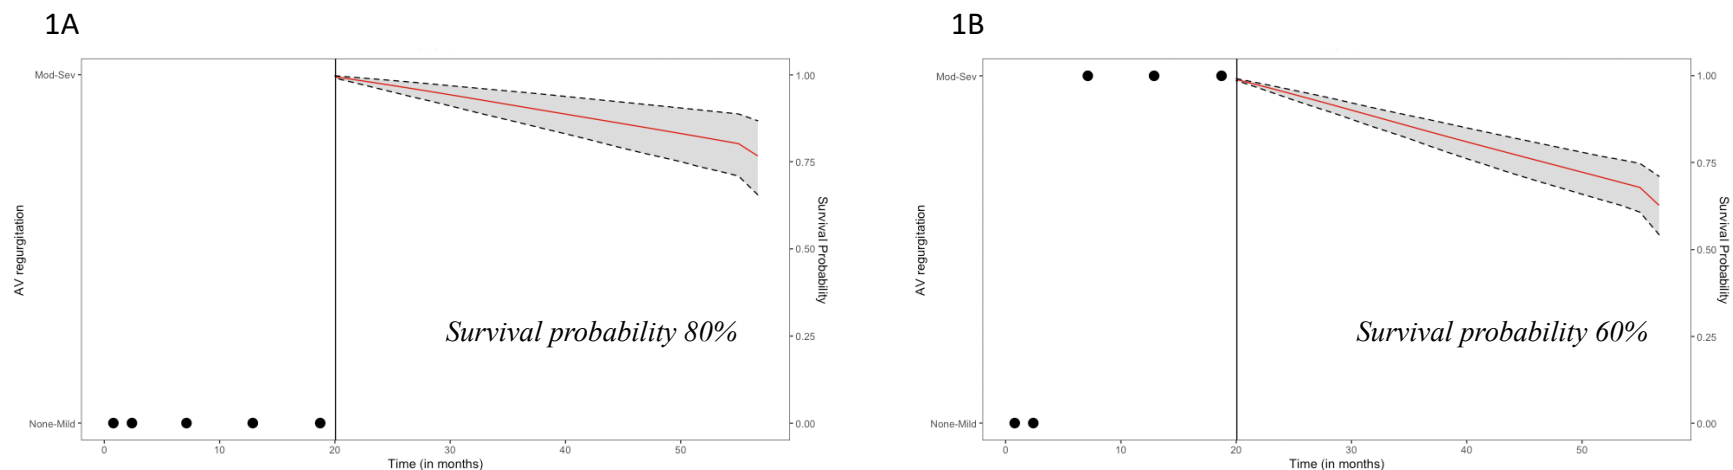 1A
Mod-Sev
None-Mild
AV regurgitation
1.00
0.75
0.50
0.25
0.00
Survival Probability
Survival probability 80%
0
10
20
30
40
50
Time (in months)
1B
Mod-Sev
None-Mild
AV regurgitation
1.00
0.75
0.50
0.25
0.00
Survival Probability
Survival probability 60%
0
10
20
30
40
50
Time (in months)